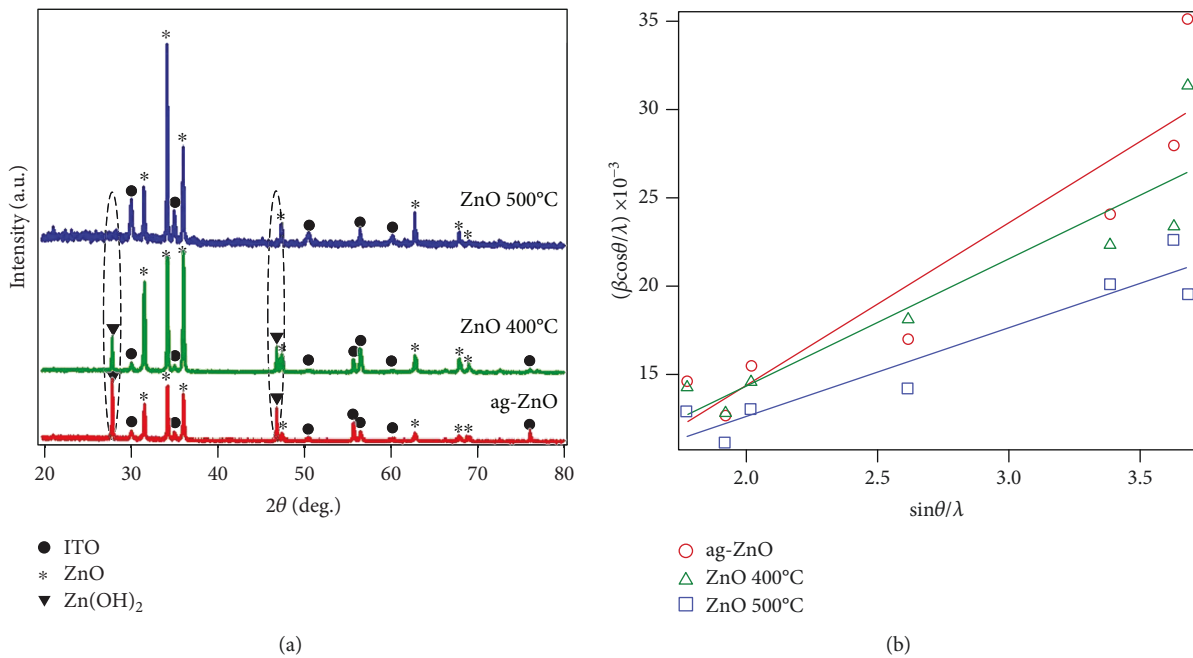 Intensity (a.u.)
ZnO 500°C
ZnO 400°C
ag-ZnO
20 30 40 50 60 70 80
2θ (deg.)
● ITO
* ZnO
▼ Zn(OH)₂
(a)
35
30
25
20
15
(βcosθ/λ) ×10⁻³
2.0 2.5 3.0 3.5
sinθ/λ
ag-ZnO
ZnO 400°C
ZnO 500°C
(b)